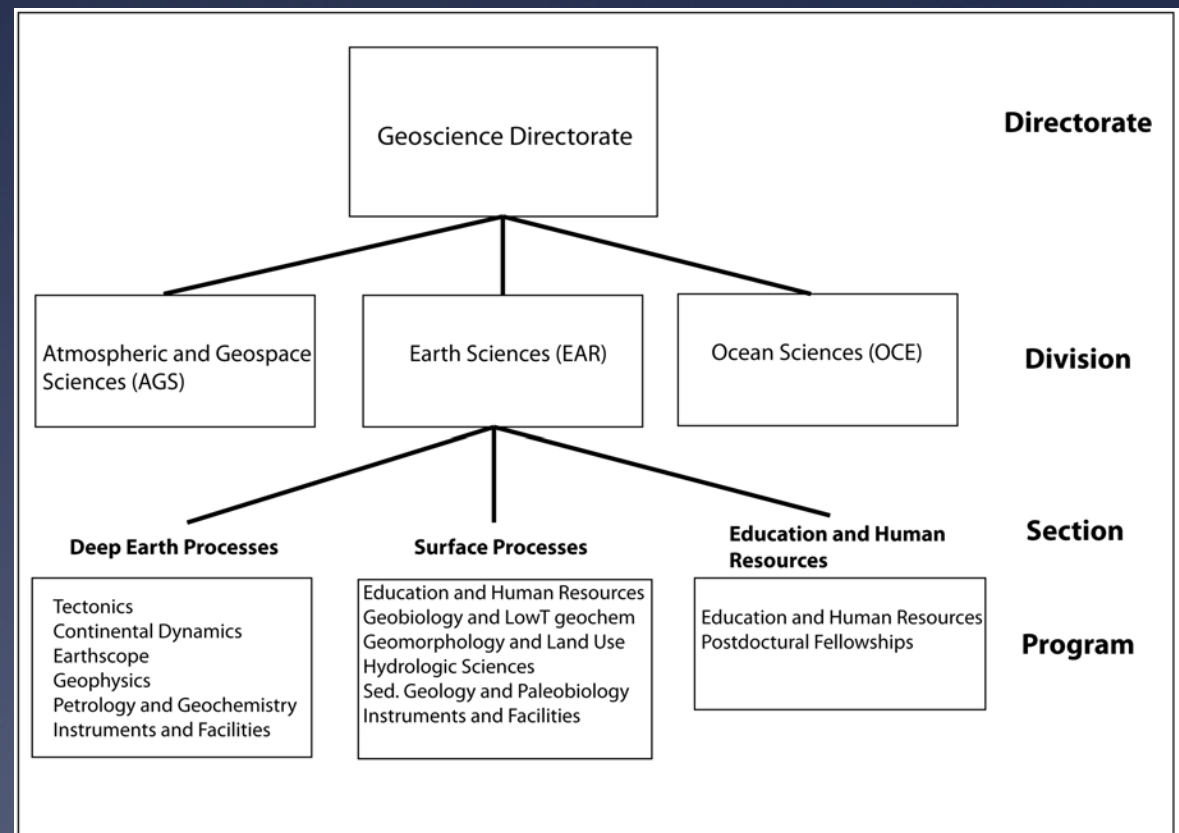 Geoscience Directorate
Directorate
Atmospheric and Geospace
Sciences (AGS)
Earth Sciences (EAR)
Ocean Sciences (OCE)
Division
Deep Earth Processes
Surface Processes
Education and Human
Resources
Section
Tectonics
Continental Dynamics
Earthscope
Geophysics
Petrology and Geochemistry
Instruments and Facilities
Education and Human Resources
Geobiology and LowT geochem
Geomorphology and Land Use
Hydrologic Sciences
Sed. Geology and Paleobiology
Instruments and Facilities
Education and Human Resources
Postdoctural Fellowships
Program